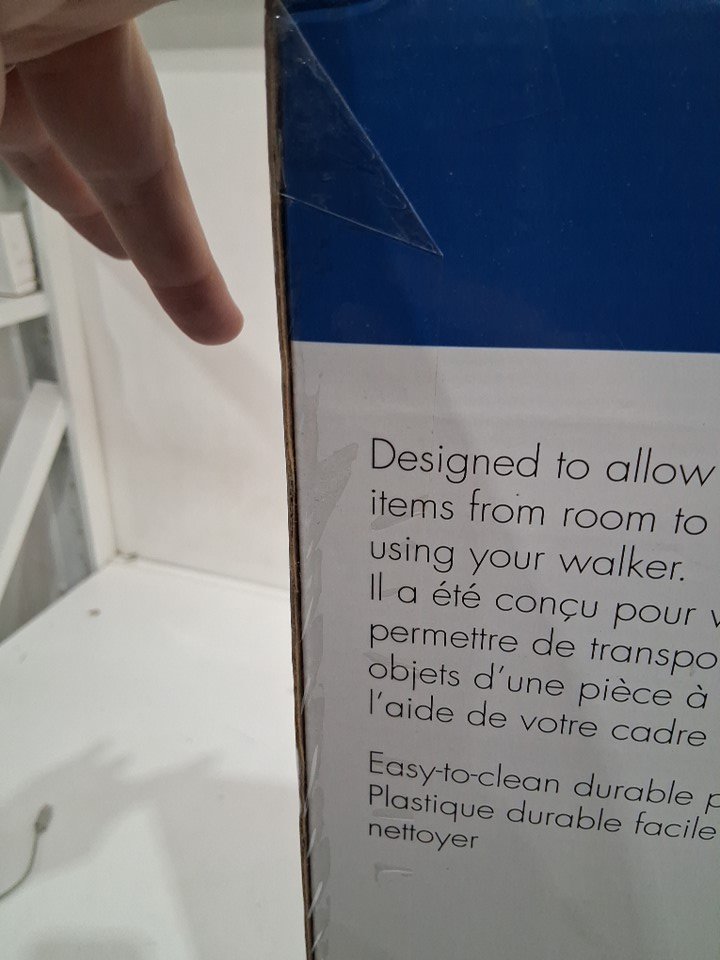 Designed to allow
items from room to
using your walker.
Il a été conçu pour
permettre de transpo
objets d'une pièce à
l'aide de votre cadre
Easy-to-clean durable
Plastique durable facile
nettoyer